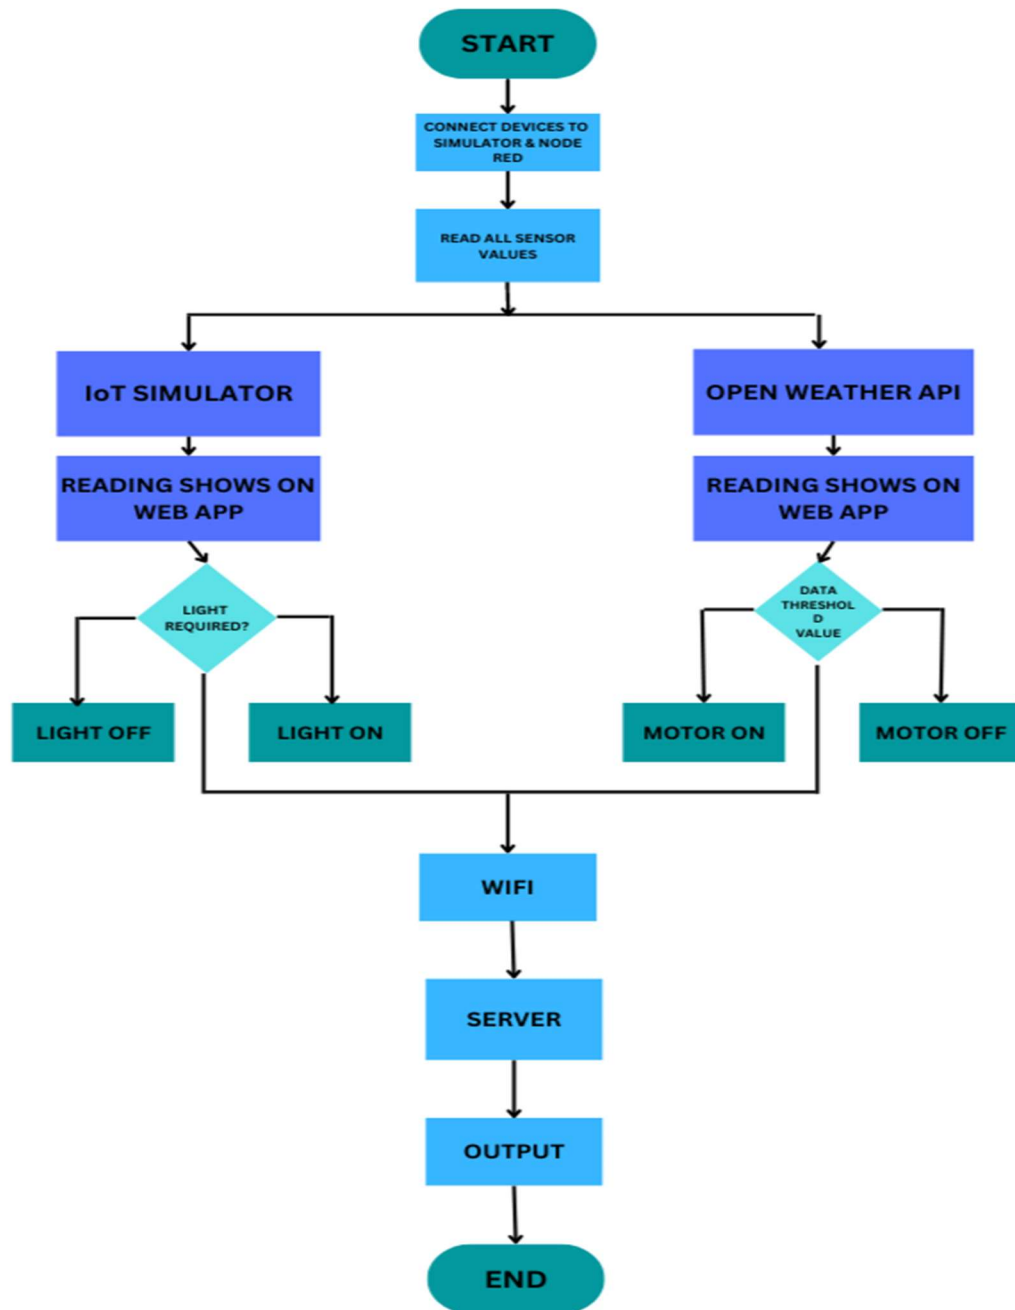 START
CONNECT DEVICES TO
SIMULATOR & NODE
RED
READ ALL SENSOR
VALUES
IoT SIMULATOR
OPEN WEATHER API
READING SHOWS ON
WEB APP
READING SHOWS ON
WEB APP
LIGHT
REQUIRED?
DATA
THRESHOL
D
VALUE
LIGHT OFF
LIGHT ON
MOTOR ON
MOTOR OFF
WIFI
SERVER
OUTPUT
END